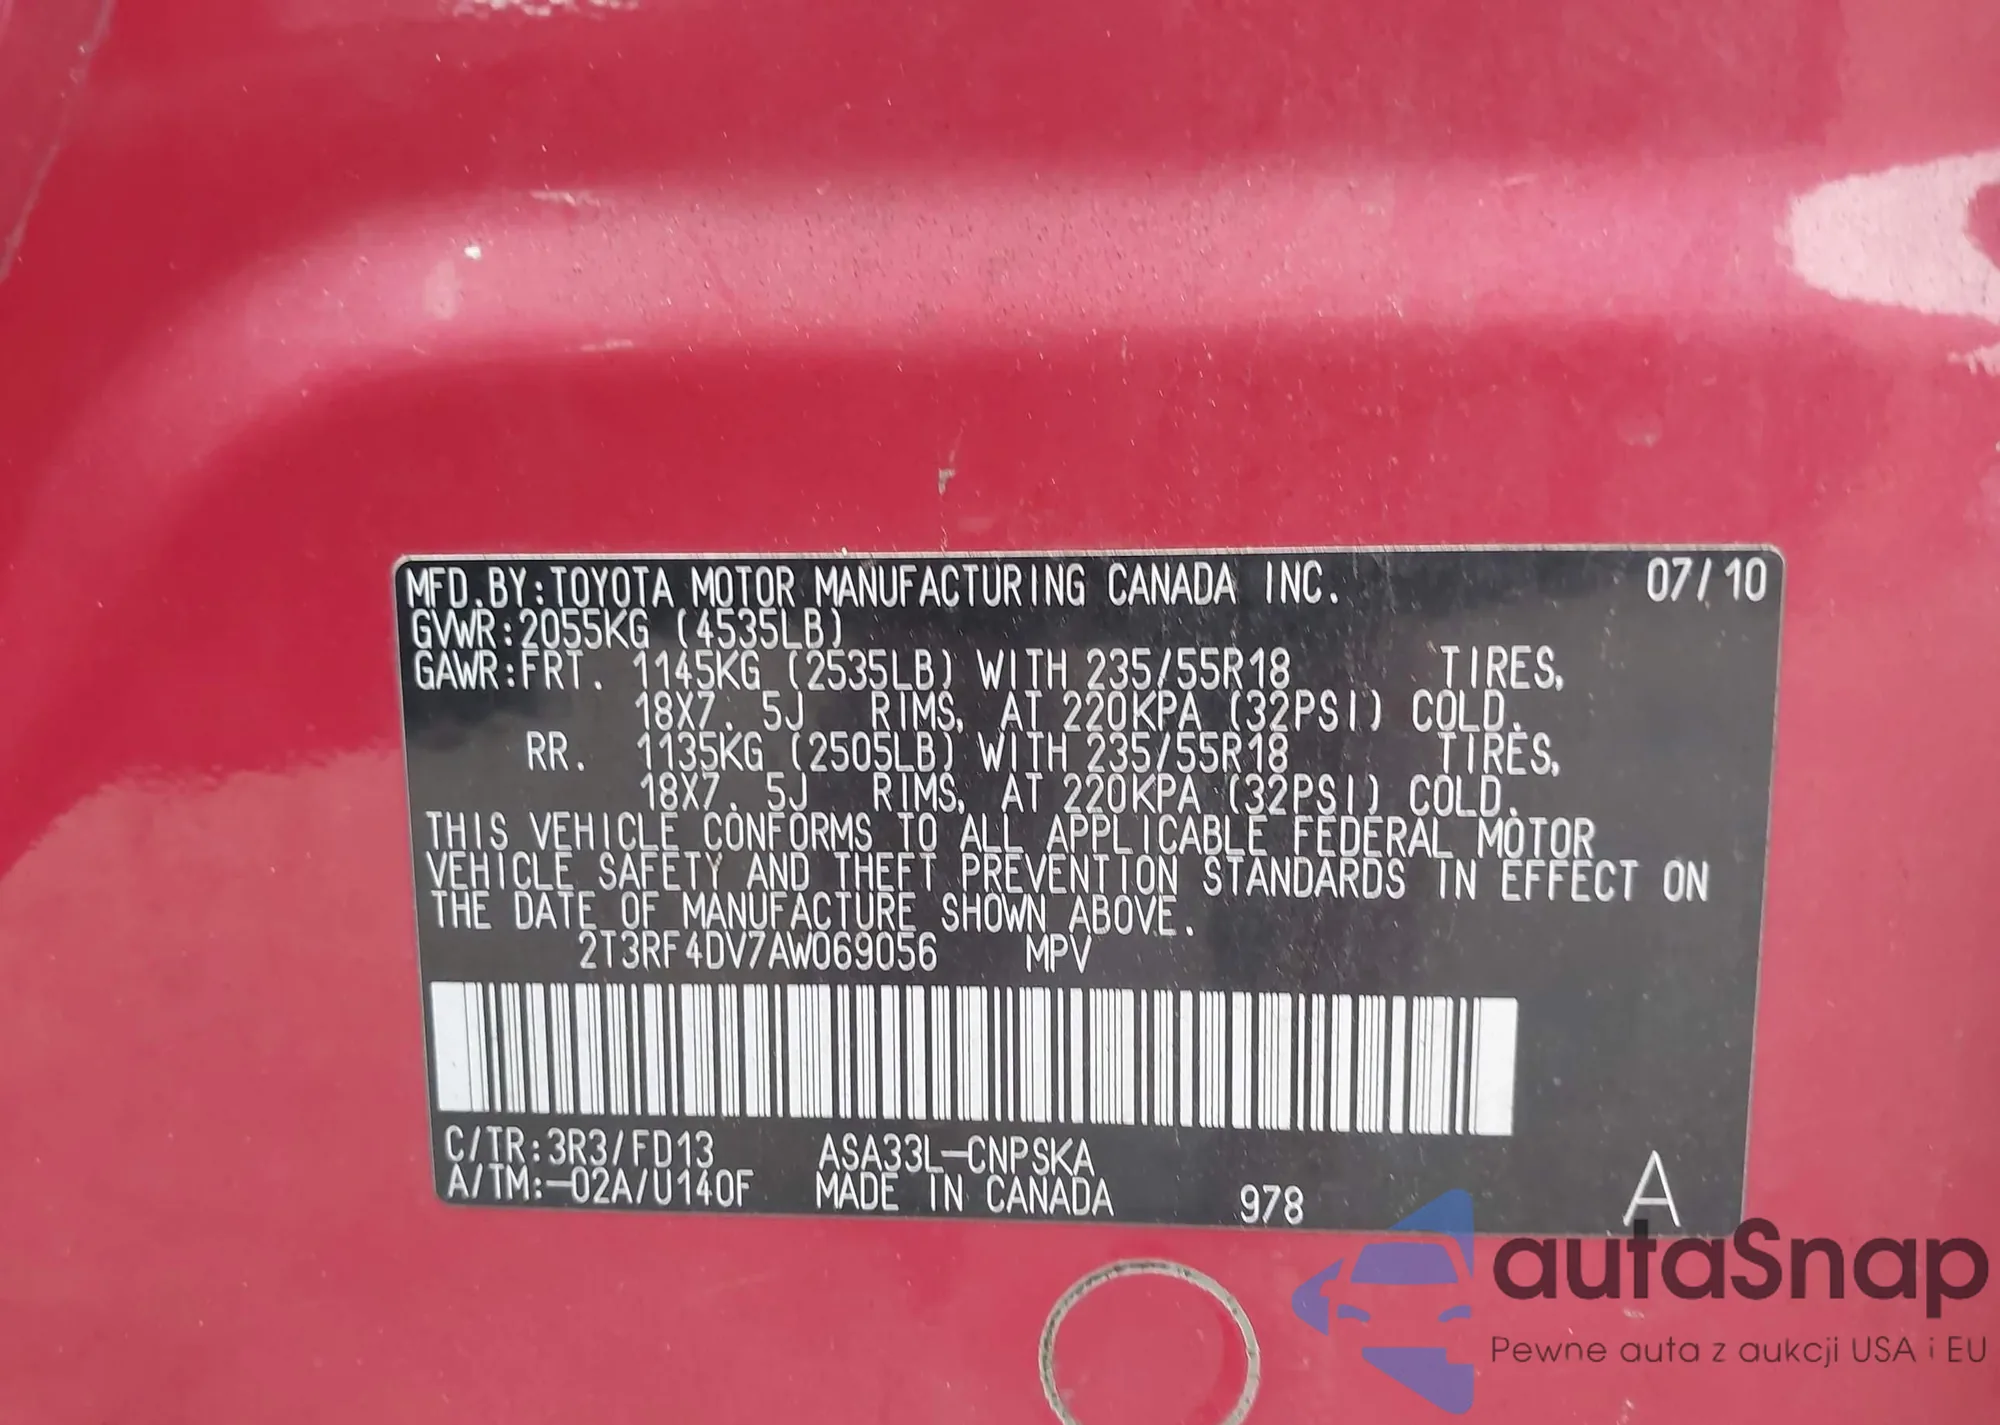 MFD.BY:TOYOTA MOTOR MANUFACTURING CANADA INC. 07/10
GVWR:2055KG (4535LB)
GAWR:FRT. 1145KG (2535LB) WITH 235/55R18 TIRES,
18X7.5J RIMS, AT 220KPA (32PSI) COLD.
RR. 1135KG (2505LB) WITH 235/55R18 TIRES,
18X7.5J RIMS, AT 220KPA (32PSI) COLD.
THIS VEHICLE CONFORMS TO ALL APPLICABLE FEDERAL MOTOR
VEHICLE SAFETY AND THEFT PREVENTION STANDARDS IN EFFECT ON
THE DATE OF MANUFACTURE SHOWN ABOVE.
2T3RF4DV7AW069056 MPV
C/TR:3R3/FD13 ASA33L-CNPSKA
A/TM:-02A/U140F MADE IN CANADA 978 A
autaSnap
Pewne auta z aukcji USA i EU